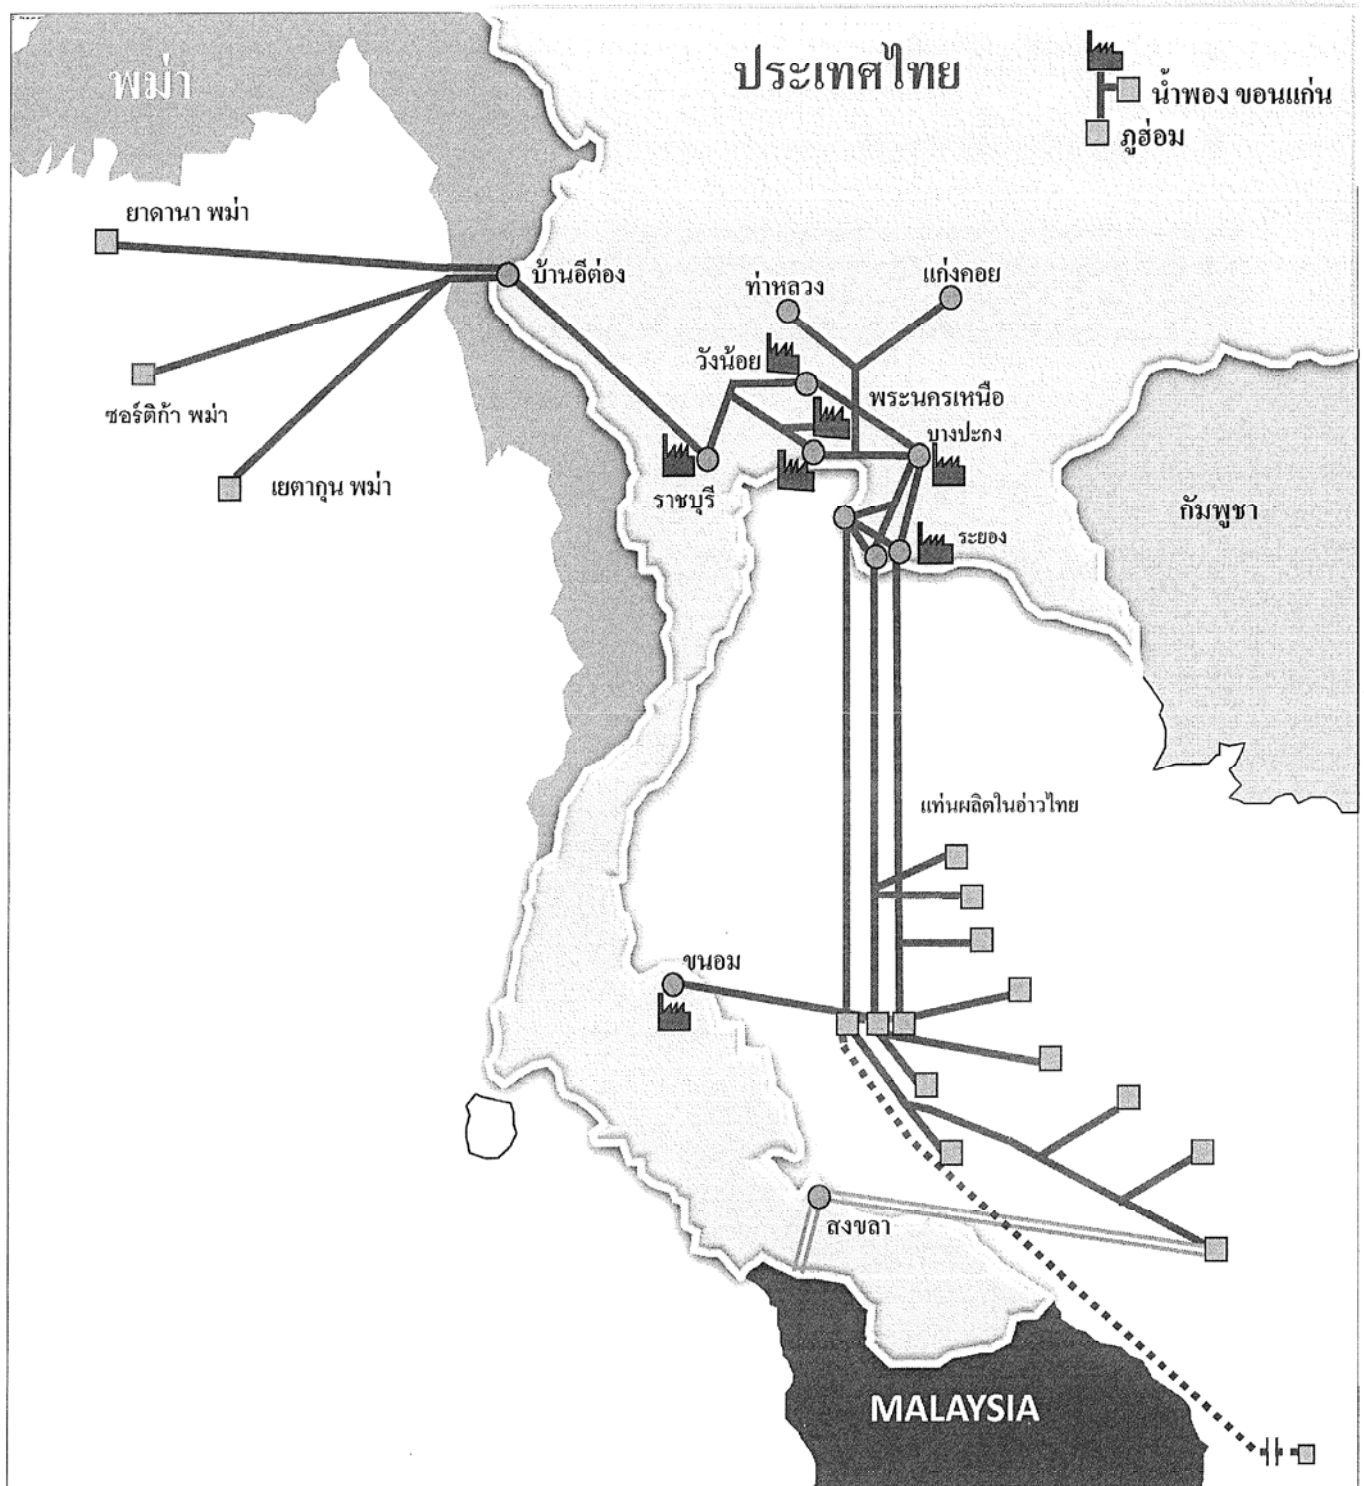 พม่า
ประเทศไทย
น้ำพอง ขอนแก่น
ภูฮ่อม
ยาดานา พม่า
บ้านอีต่อง
ท่าหลวง
แก่งคอย
วังน้อย
ซอร์ติก้า พม่า
พระนครเหนือ
บางปะกง
เยตากุน พม่า
ราชบุรี
กัมพูชา
ระยอง
แท่นผลิตในอ่าวไทย
ขนอม
สงขลา
MALAYSIA